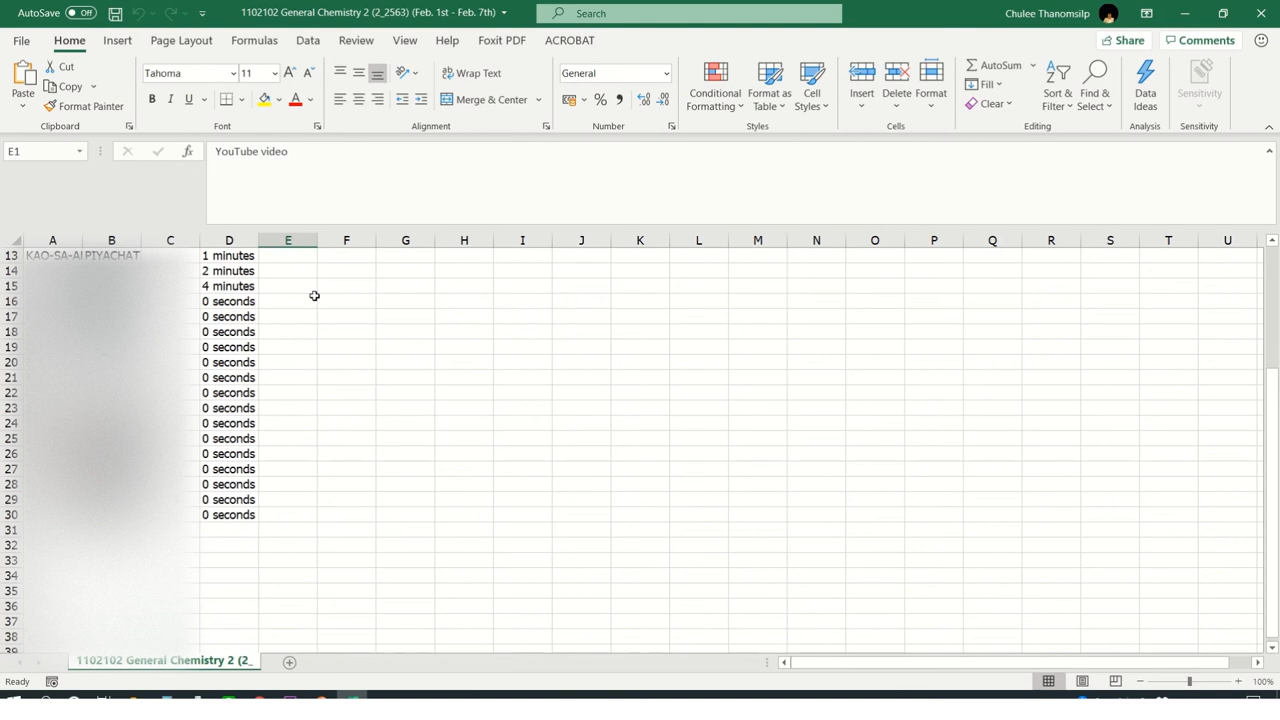 AutoSave Off 1102102 General Chemistry 2 (2_2563) (Feb. 1st - Feb. 7th) Search Chulee Thanomsilp
File Home Insert Page Layout Formulas Data Review View Help Foxit PDF ACROBAT Share Comments
Paste Cut Copy Format Painter
Tahoma 11
B I U A
Wrap Text
Merge & Center
General
Conditional Formatting Format as Table Cell Styles
Insert Delete Format
AutoSum Fill Clear
Sort & Filter Find & Select
Data Ideas
Sensitivity
Clipboard Font Alignment Number Styles Cells Editing Analysis Sensitivity
E1 fx YouTube video
A B C D E F G H I J K L M N O P Q R S T U
13 KAO-SA-AI PIYACHAT 1 minutes
14 2 minutes
15 4 minutes
16 0 seconds
17 0 seconds
18 0 seconds
19 0 seconds
20 0 seconds
21 0 seconds
22 0 seconds
23 0 seconds
24 0 seconds
25 0 seconds
26 0 seconds
27 0 seconds
28 0 seconds
29 0 seconds
30 0 seconds
31
32
33
34
35
36
37
38
39
1102102 General Chemistry 2 (2_
Ready 100%